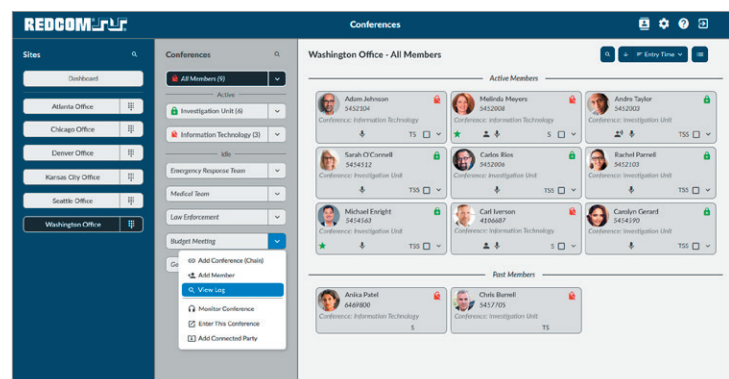 REDCOM
Conferences
Sites
Dashboard
Atlanta Office
Chicago Office
Denver Office
Kansas City Office
Seattle Office
Washington Office
Conferences
All Members (9)
Active
Investigation Unit (6)
Information Technology (3)
Idle
Emergency Response Team
Medical Team
Law Enforcement
Budget Meeting
Ge
Add Conference (Chain)
Add Member
View Log
Monitor Conference
Enter This Conference
Add Connected Party
Washington Office - All Members
Entry Time
Active Members
Adam Johnson
5452104
Conference: Information Technology
TS
Melinda Meyers
5452008
Conference: Information Technology
S
Andre Taylor
5452003
Conference: Investigation Unit
TSS
Sarah O'Connell
5454512
Conference: Investigation Unit
TSS
Carlos Rios
5452006
Conference: Investigation Unit
TSS
Rachel Parnell
5452103
Conference: Investigation Unit
TSS
Michael Enright
5454563
Conference: Investigation Unit
TSS
Carl Iverson
4106687
Conference: Information Technology
S
Carolyn Gerard
5454590
Conference: Investigation Unit
TSS
Past Members
Anika Patel
6469800
Conference: Information Technology
S
Chris Burrell
5457705
Conference: Investigation Unit
TS